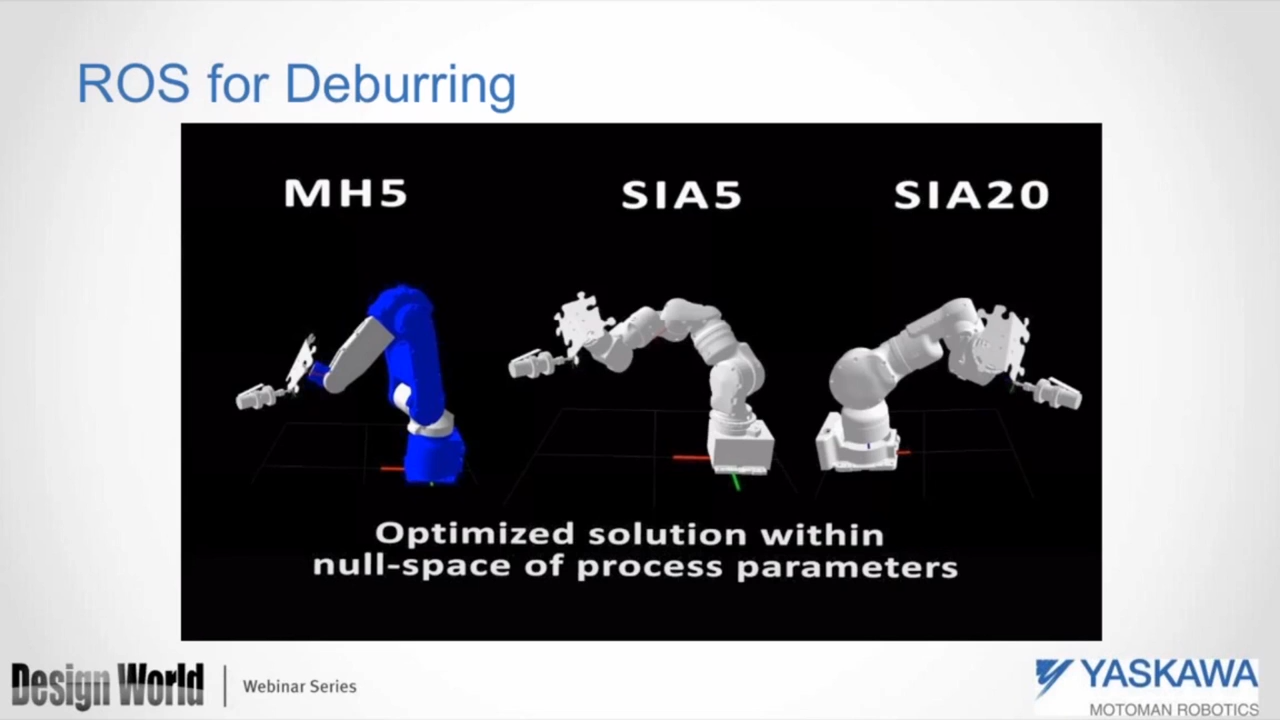 ROS for Deburring
MH5
SIA5
SIA20
Optimized solution within
null-space of process parameters
Design World
Webinar Series
YASKAWA
MOTOMAN ROBOTICS